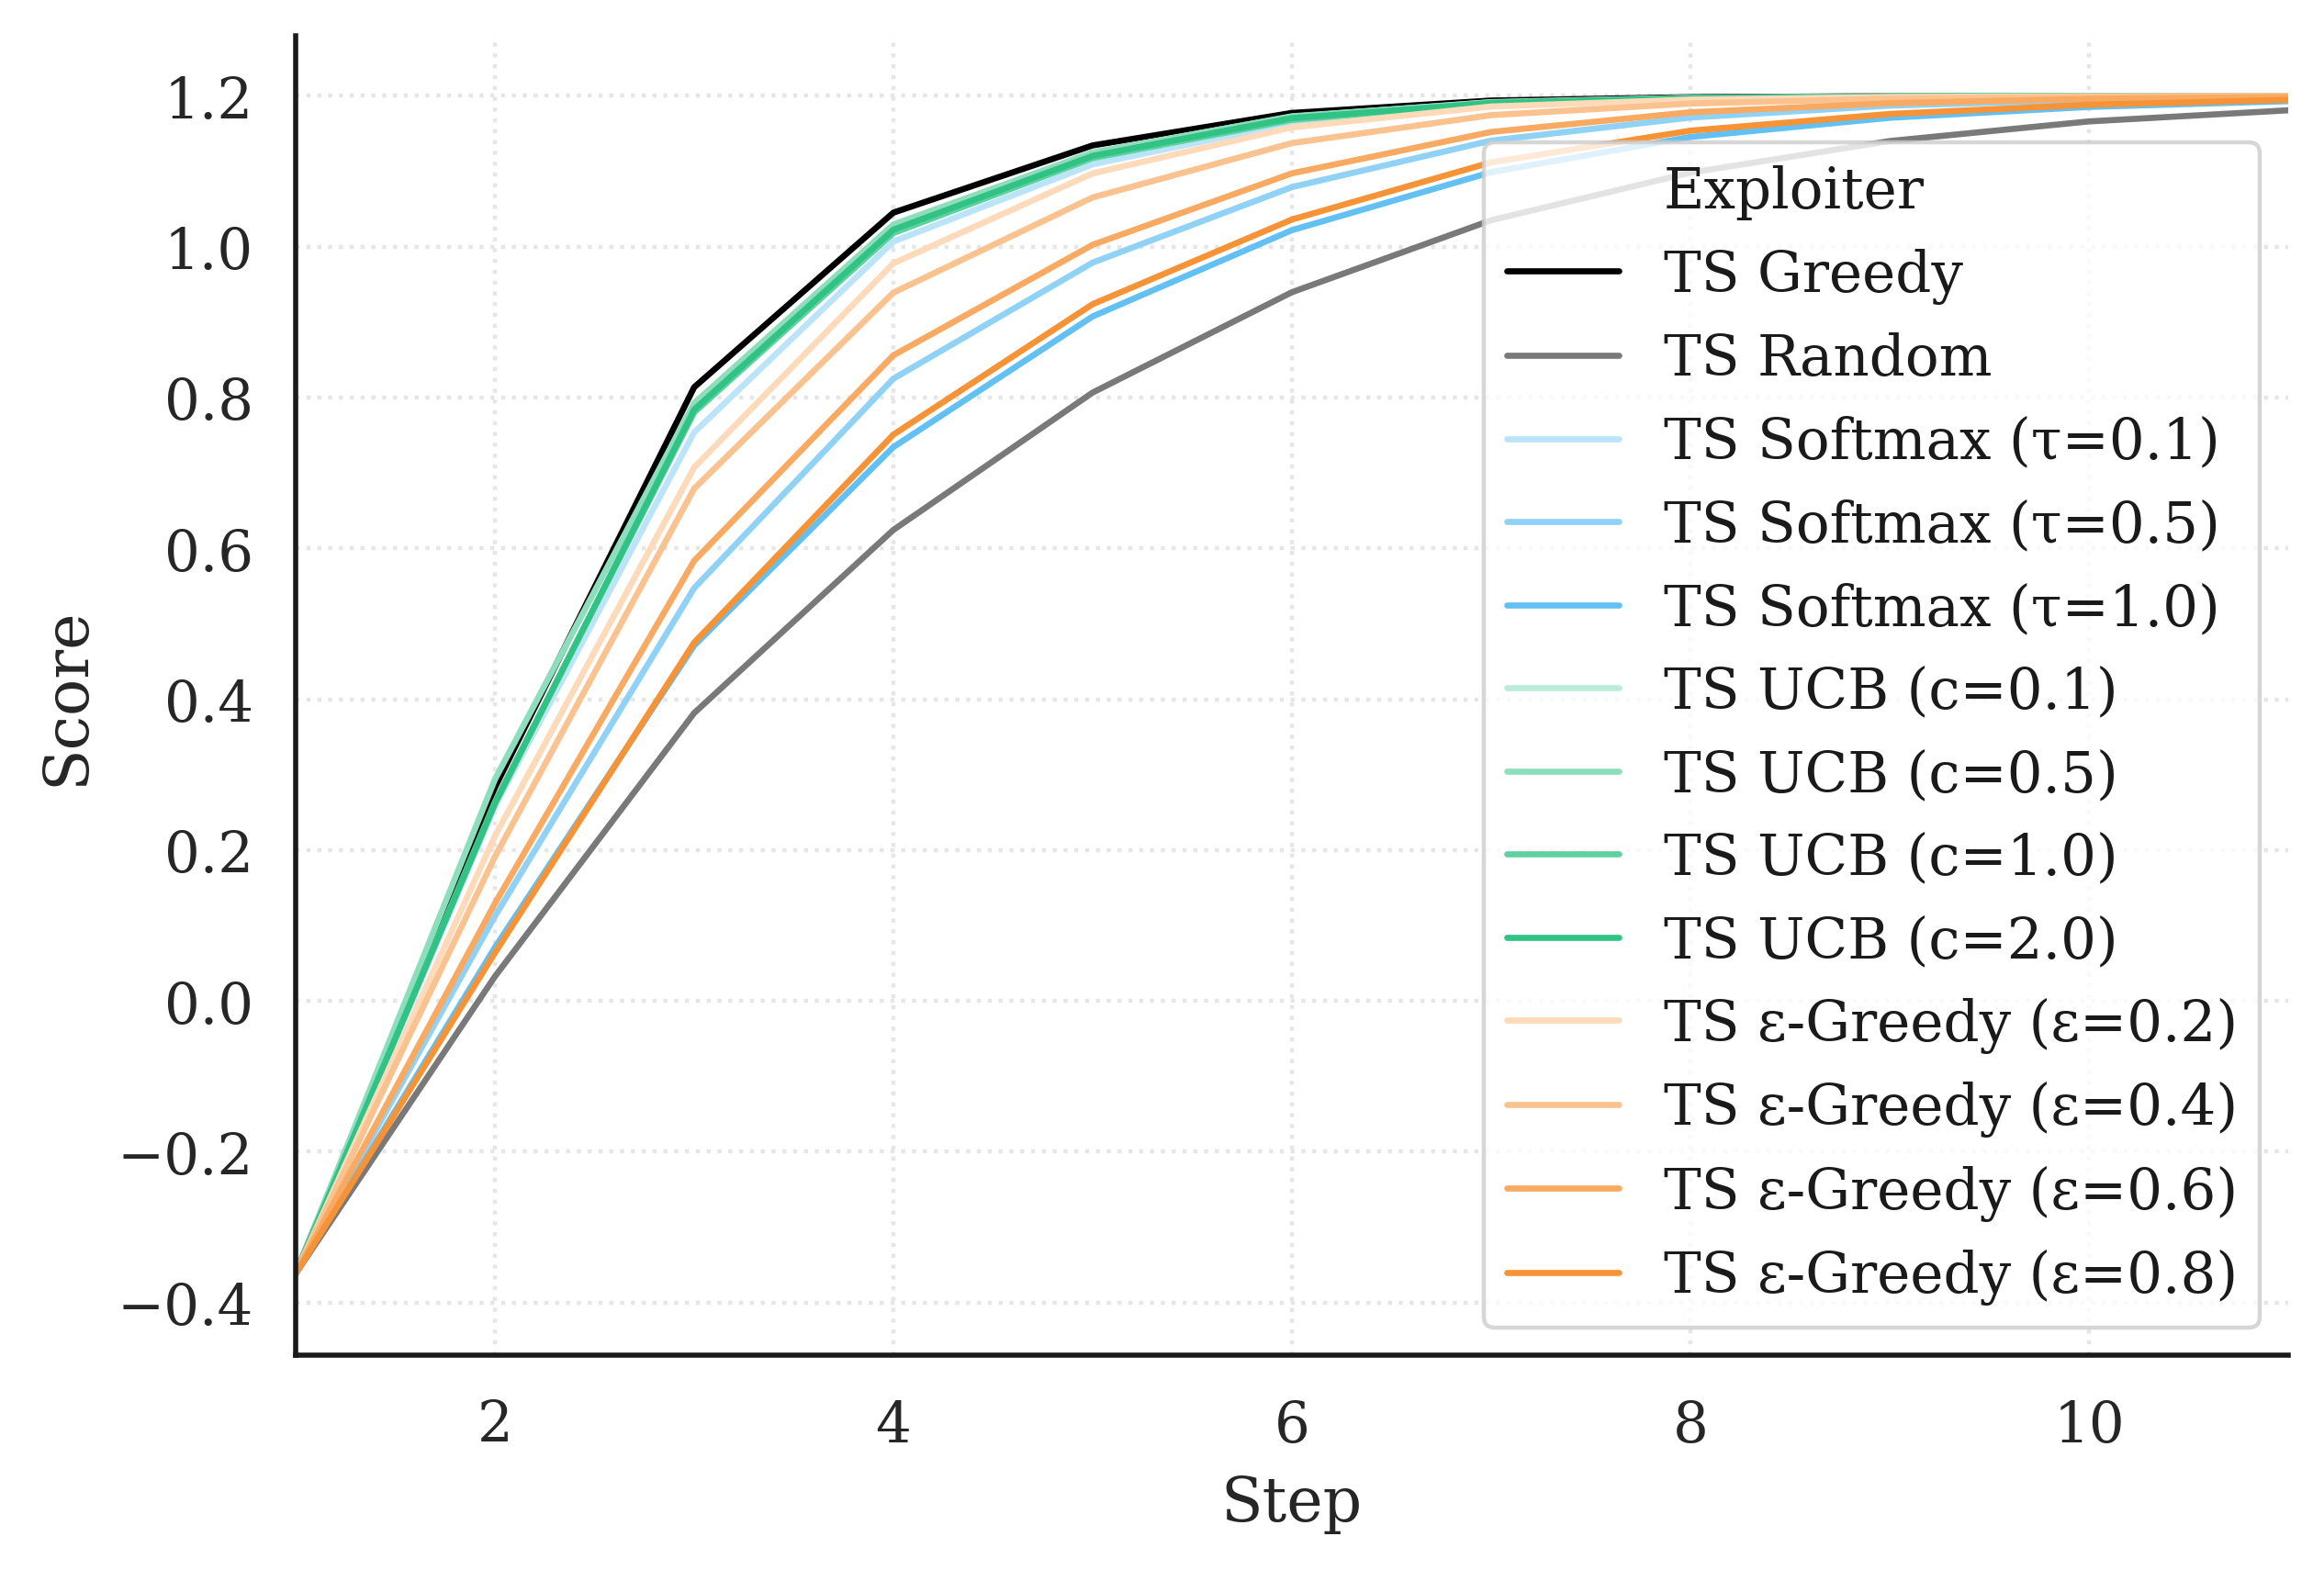 1.2
1.0
0.8
0.6
0.4
0.2
0.0
−0.2
−0.4
Score
2 4 6 8 10
Step
Exploiter
TS Greedy
TS Random
TS Softmax (τ=0.1)
TS Softmax (τ=0.5)
TS Softmax (τ=1.0)
TS UCB (c=0.1)
TS UCB (c=0.5)
TS UCB (c=1.0)
TS UCB (c=2.0)
TS ε-Greedy (ε=0.2)
TS ε-Greedy (ε=0.4)
TS ε-Greedy (ε=0.6)
TS ε-Greedy (ε=0.8)